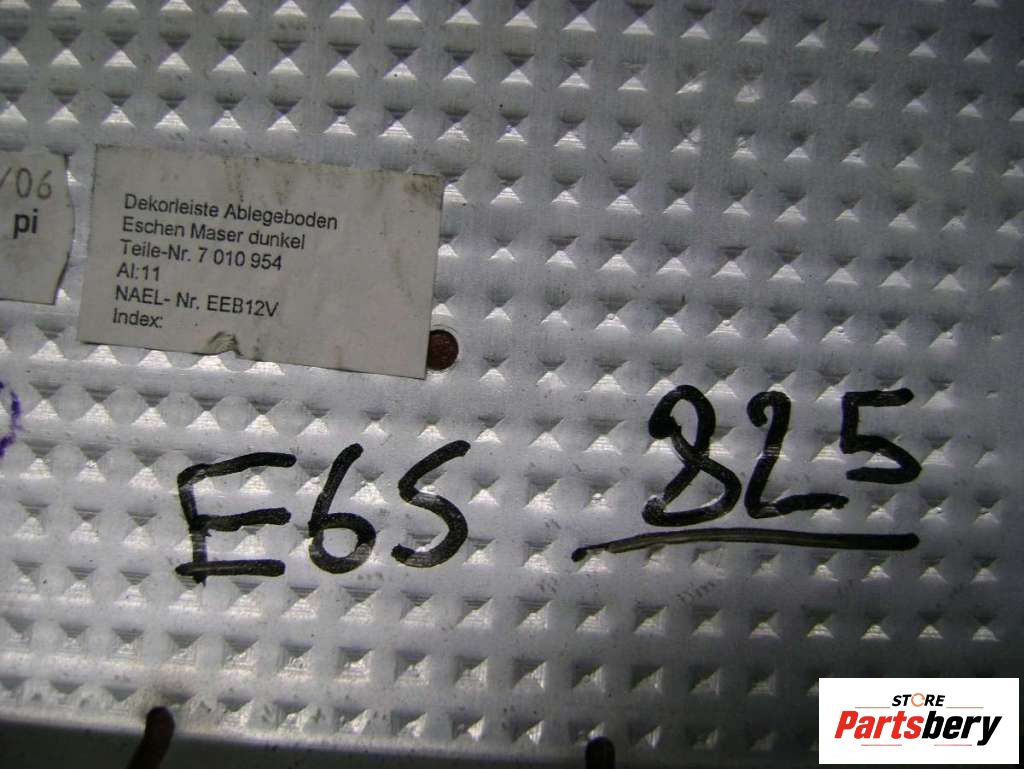 /06
pi
Dekorleiste Ablegeboden
Eschen Maser dunkel
Teile-Nr. 7 010 954
AI:11
NAEL- Nr. EEB12V
Index:
E65 825
STORE
Partsbery